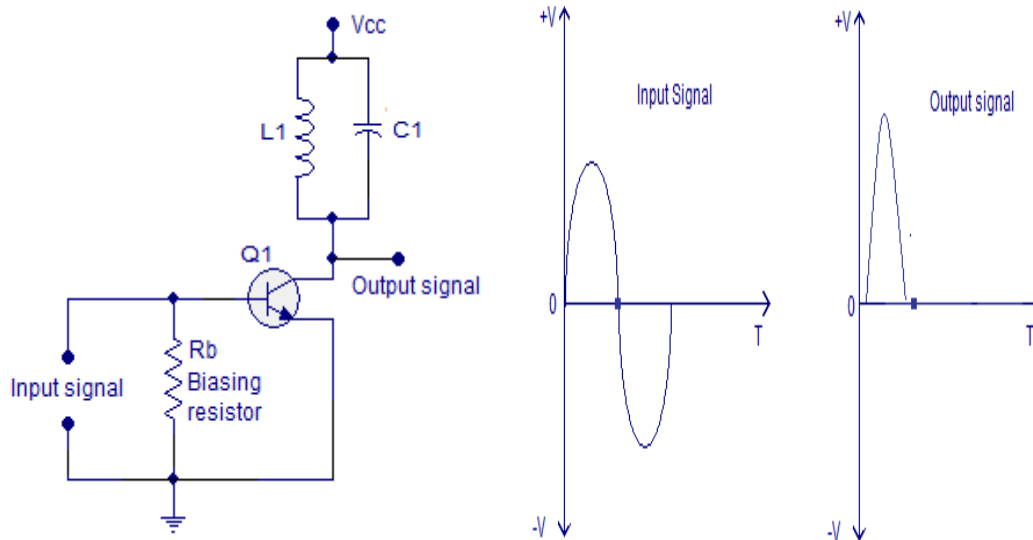 Vcc
L1
C1
Q1
Output signal
Rb
Biasing
resistor
Input signal
+V
Input Signal
0
T
-V
+V
Output signal
0
T
-V